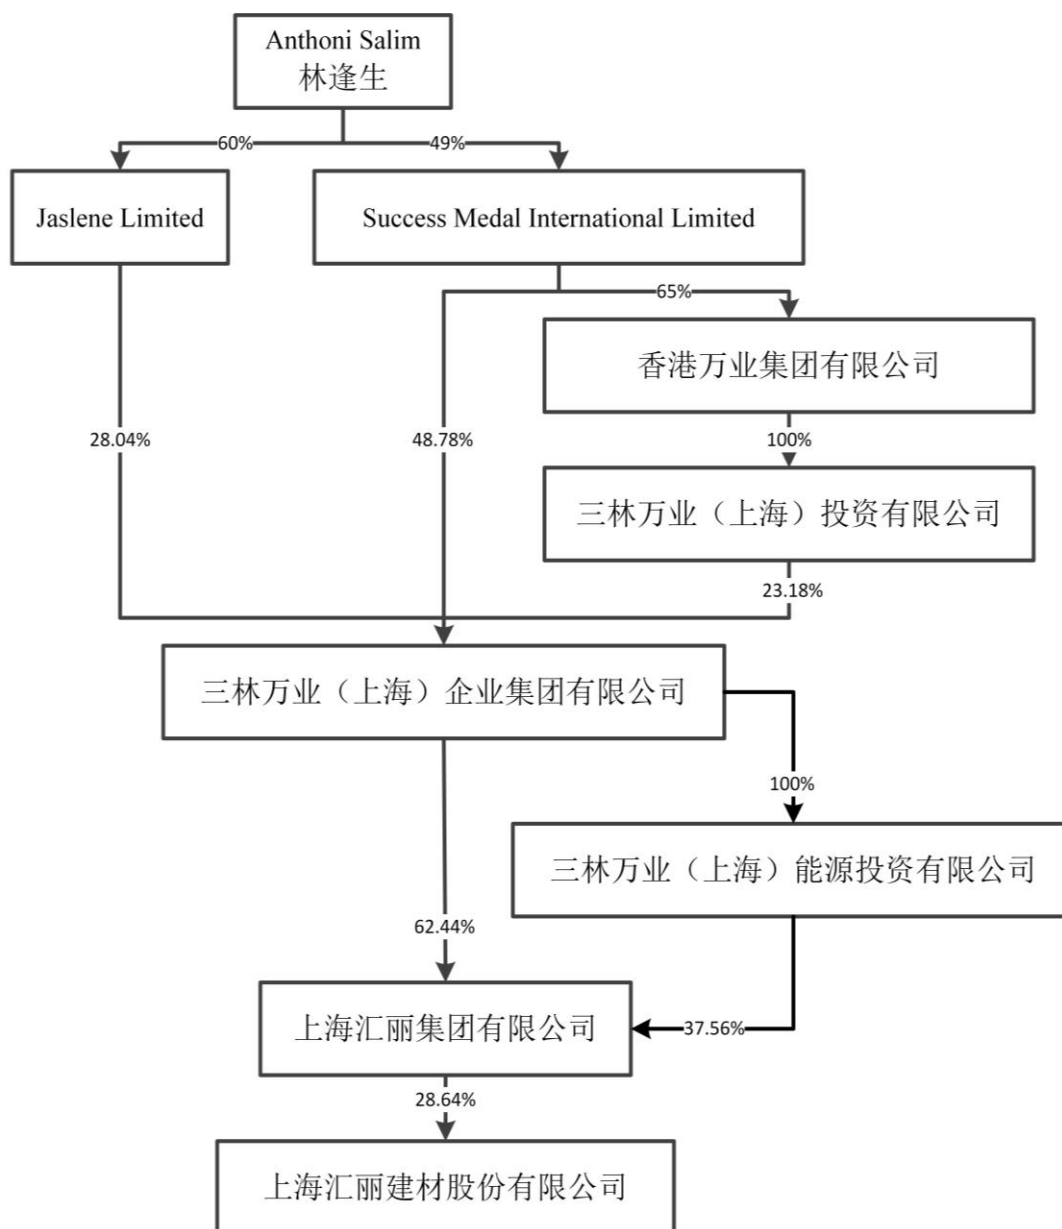 Anthoni Salim
林逢生
60%
49%
Jaslene Limited
Success Medal International Limited
65%
香港万业集团有限公司
28.04%
48.78%
100%
三林万业（上海）投资有限公司
23.18%
三林万业（上海）企业集团有限公司
100%
三林万业（上海）能源投资有限公司
62.44%
上海汇丽集团有限公司
37.56%
28.64%
上海汇丽建材股份有限公司